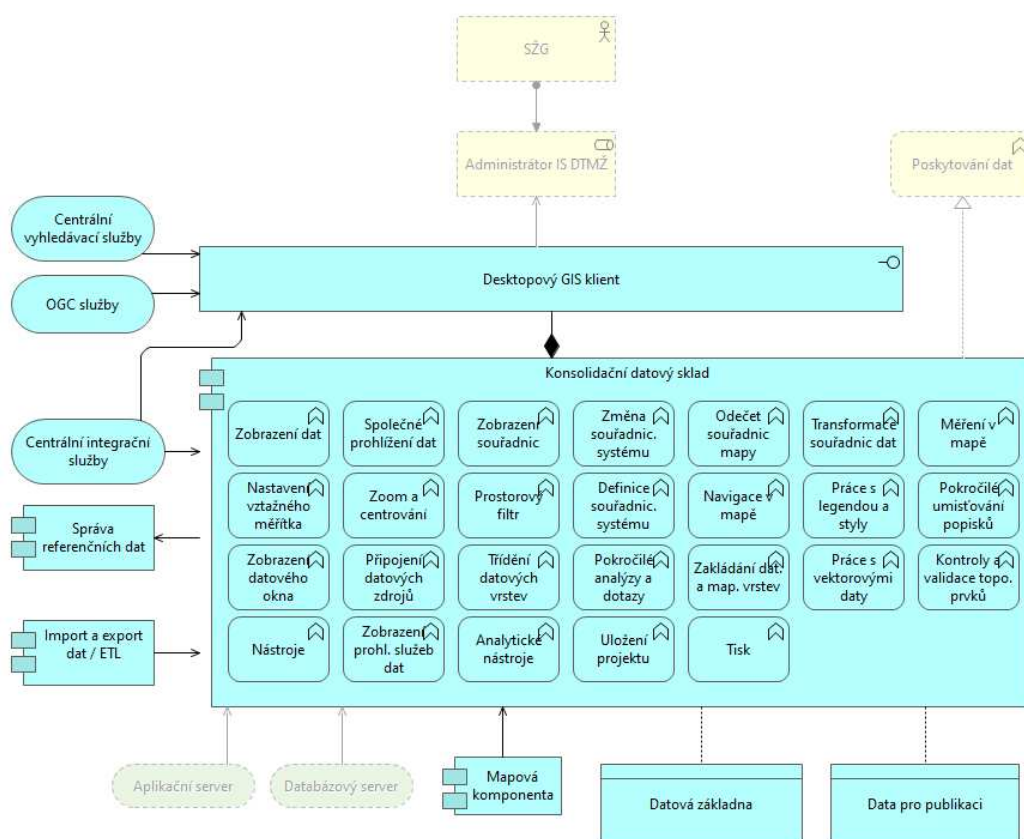 SŽG
Administrátor IS DTMŽ
Poskytování dat
Centrální
vyhledávací služby
OGC služby
Desktopový GIS klient
Centrální integrační
služby
Správa
referenčních dat
Import a export
dat / ETL
Konsolidační datový sklad
Zobrazení dat
Společné
prohlížení dat
Zobrazení
souřadnic
Změna
souřadnic.
systému
Odečet
souřadnic
mapy
Transformace
souřadnic dat
Měření v
mapě
Nastavení
vztažného
měřítka
Zoom a
centrování
Prostorový
filtr
Definice
souřadnic.
systému
Navigace v
mapě
Práce s
legendou a
styly
Pokročilé
umisťování
popisků
Zobrazení
datového
okna
Připojení
datových
zdrojů
Třídění
datových
vrstev
Pokročilé
analýzy a
dotazy
Zakládání dat.
a map. vrstev
Práce s
vektorovými
daty
Kontroly a
validace topo.
prvků
Nástroje
Zobrazení
prohl. služeb
dat
Analytické
nástroje
Uložení
projektu
Tisk
Aplikační server
Databázový server
Mapová
komponenta
Datová základna
Data pro publikaci